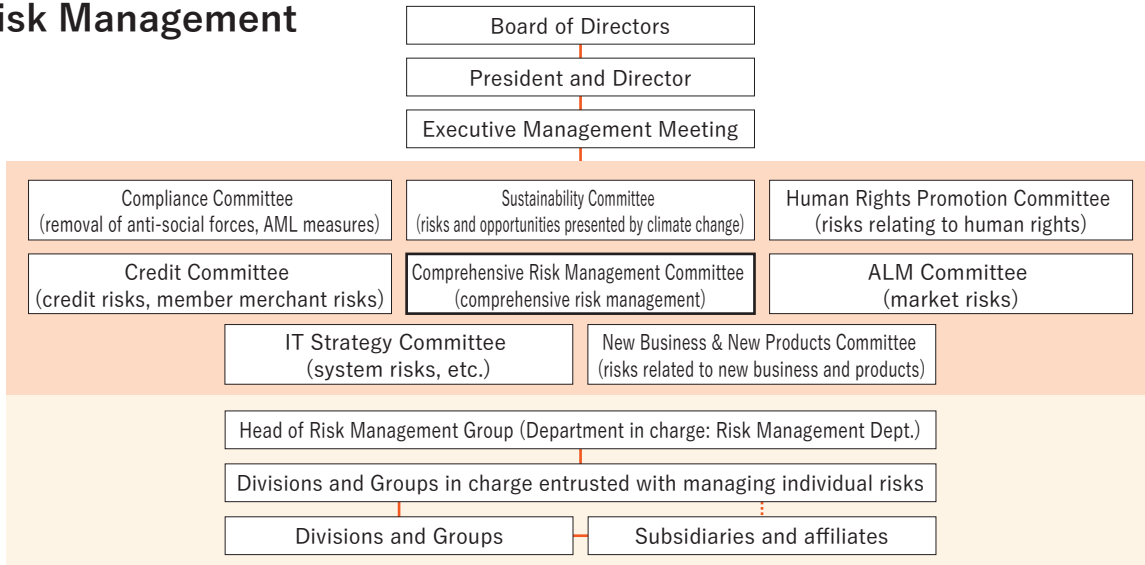 isk Management
Board of Directors
President and Director
Executive Management Meeting
Compliance Committee
(removal of anti-social forces, AML measures)
Sustainability Committee
(risks and opportunities presented by climate change)
Human Rights Promotion Committee
(risks relating to human rights)
Credit Committee
(credit risks, member merchant risks)
Comprehensive Risk Management Committee
(comprehensive risk management)
ALM Committee
(market risks)
IT Strategy Committee
(system risks, etc.)
New Business & New Products Committee
(risks related to new business and products)
Head of Risk Management Group (Department in charge: Risk Management Dept.)
Divisions and Groups in charge entrusted with managing individual risks
Divisions and Groups
Subsidiaries and affiliates